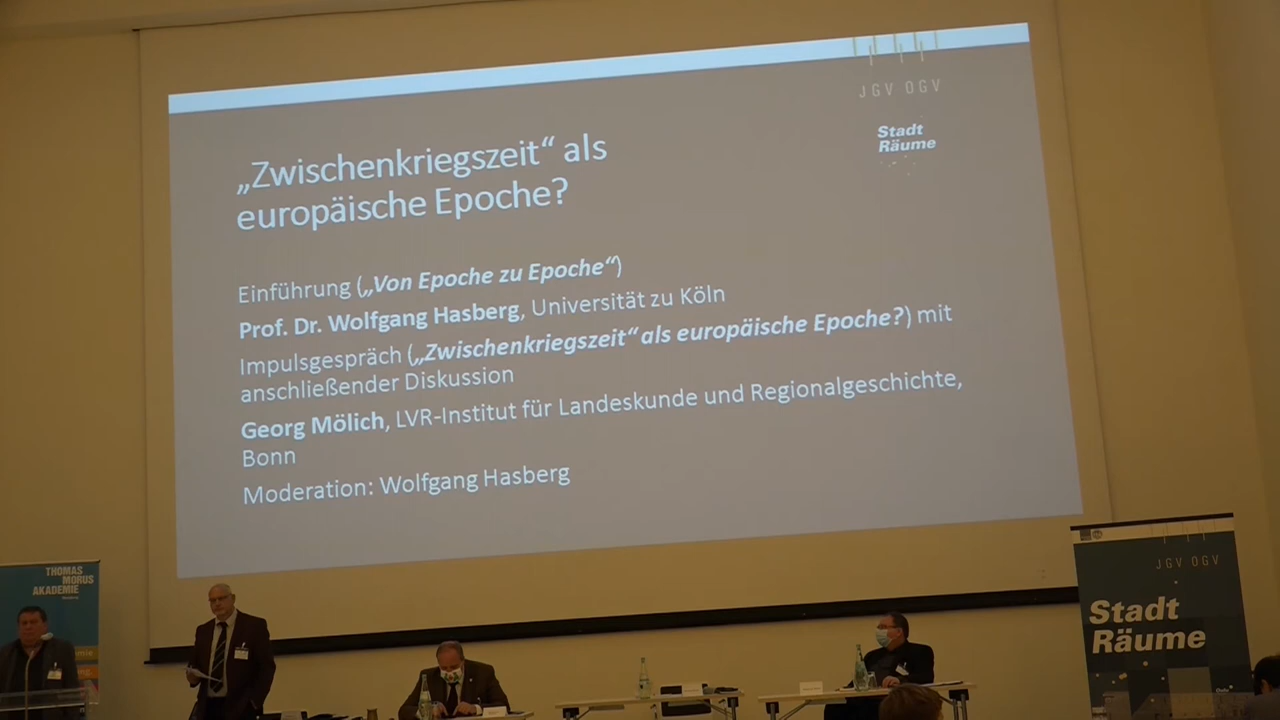 JGV OGV
Stadt
Räume
„Zwischenkriegszeit“ als
europäische Epoche?
Einführung („Von Epoche zu Epoche“)
Prof. Dr. Wolfgang Hasberg, Universität zu Köln
Impulsgespräch („Zwischenkriegszeit“ als europäische Epoche?) mit
anschließender Diskussion
Georg Mölich, LVR-Institut für Landeskunde und Regionalgeschichte,
Bonn
Moderation: Wolfgang Hasberg
THOMAS
MORUS
AKADEMIE
JGV OGV
Stadt
Räume